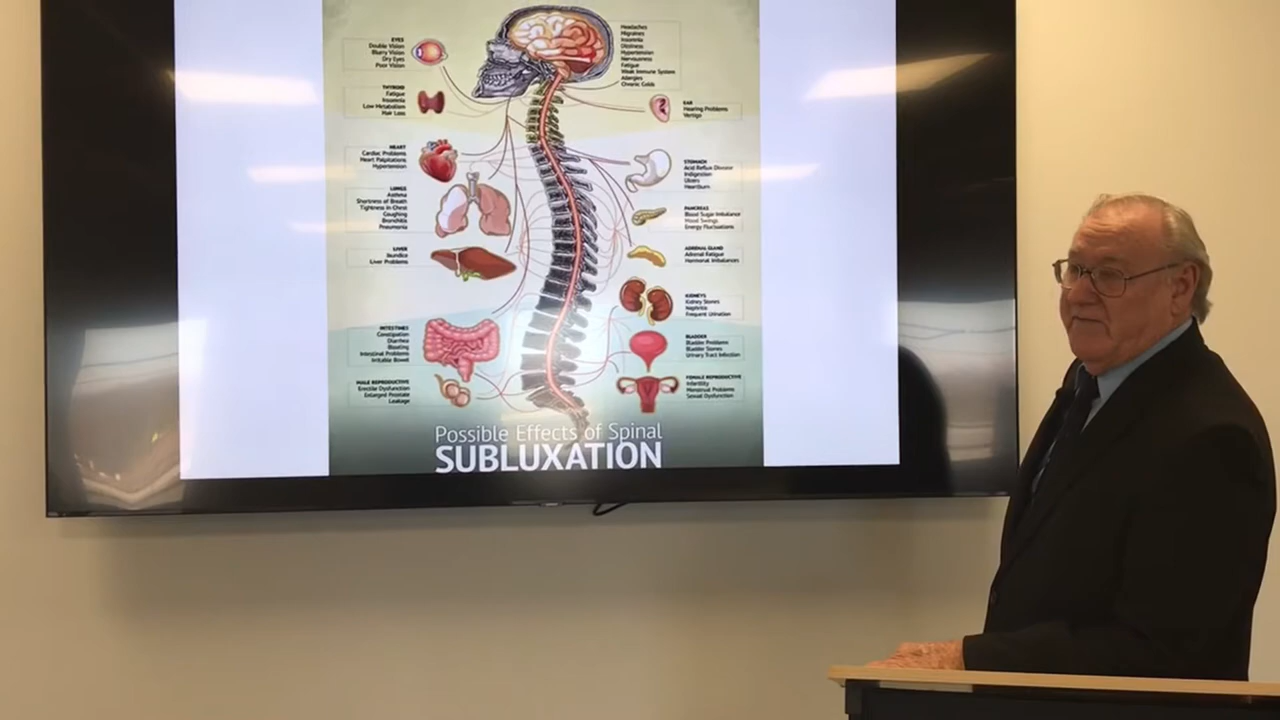 EYES
Double Vision
Blurry Vision
Dry Eyes
Poor Vision
THYROID
Fatigue
Insomnia
Low Metabolism
Hair Loss
HEART
Cardiac Problems
Heart Palpitations
Hypertension
LUNGS
Asthma
Shortness of Breath
Tightness in Chest
Coughing
Bronchitis
Pneumonia
LIVER
Jaundice
Liver Problems
INTESTINES
Constipation
Diarrhea
Bloating
Intestinal Problems
Irritable Bowel
MALE REPRODUCTIVE
Erectile Dysfunction
Enlarged Prostate
Leakage
Headaches
Migraines
Insomnia
Dizziness
Hypertension
Nervousness
Fatigue
Weak Immune System
Allergies
Chronic Colds
EAR
Hearing Problems
Vertigo
STOMACH
Acid Reflux Disease
Indigestion
Ulcers
Heartburn
PANCREAS
Blood Sugar Imbalance
Mood Swings
Energy Fluctuations
ADRENAL GLAND
Adrenal Fatigue
Hormonal Imbalances
KIDNEYS
Kidney Stones
Nephritis
Frequent Urination
BLADDER
Bladder Problems
Bladder Stones
Urinary Tract Infection
FEMALE REPRODUCTIVE
Infertility
Menstrual Problems
Sexual Dysfunction
Possible Effects of Spinal
SUBLUXATION